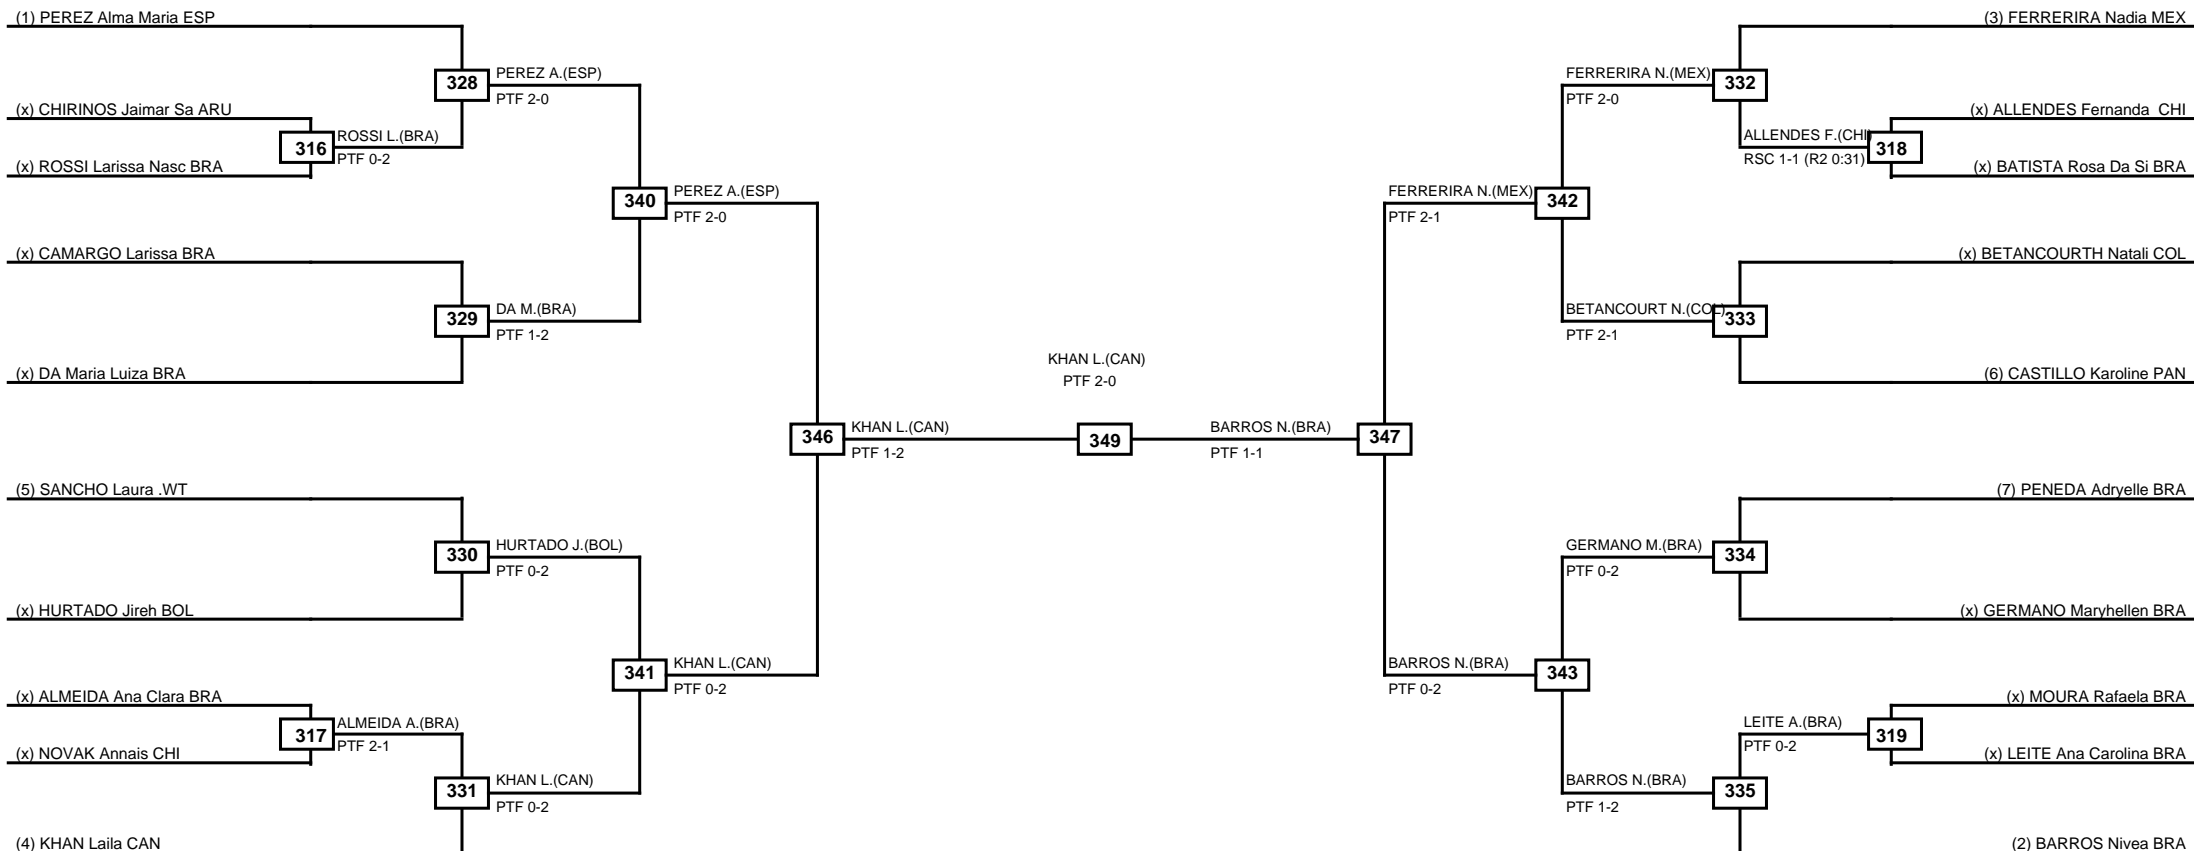 (1) PEREZ Alma Maria ESP
(3) FERRERIRA Nadia MEX
328
PEREZ A.(ESP)
PTF 2-0
FERRERIRA N.(MEX)
PTF 2-0
332
(x) CHIRINOS Jaimar Sa ARU
(x) ALLENDES Fernanda  CHI
316
ROSSI L.(BRA)
PTF 0-2
ALLENDES F.(CHI)
RSC 1-1 (R2 0:31)
318
(x) ROSSI Larissa Nasc BRA
(x) BATISTA Rosa Da Si BRA
340
PEREZ A.(ESP)
PTF 2-0
FERRERIRA N.(MEX)
PTF 2-1
342
(x) CAMARGO Larissa BRA
(x) BETANCOURTH Natali COL
329
DA M.(BRA)
PTF 1-2
BETANCOURT N.(COL)
PTF 2-1
333
(x) DA Maria Luiza BRA
(6) CASTILLO Karoline PAN
KHAN L.(CAN)
PTF 2-0
346
KHAN L.(CAN)
PTF 1-2
349
BARROS N.(BRA)
PTF 1-1
347
(5) SANCHO Laura .WT
(7) PENEDA Adryelle BRA
330
HURTADO J.(BOL)
PTF 0-2
GERMANO M.(BRA)
PTF 0-2
334
(x) HURTADO Jireh BOL
(x) GERMANO Maryhellen BRA
341
KHAN L.(CAN)
PTF 0-2
BARROS N.(BRA)
PTF 0-2
343
(x) ALMEIDA Ana Clara BRA
(x) MOURA Rafaela BRA
317
ALMEIDA A.(BRA)
PTF 2-1
LEITE A.(BRA)
PTF 0-2
319
(x) NOVAK Annais CHI
(x) LEITE Ana Carolina BRA
331
KHAN L.(CAN)
PTF 0-2
BARROS N.(BRA)
PTF 1-2
335
(4) KHAN Laila CAN
(2) BARROS Nivea BRA